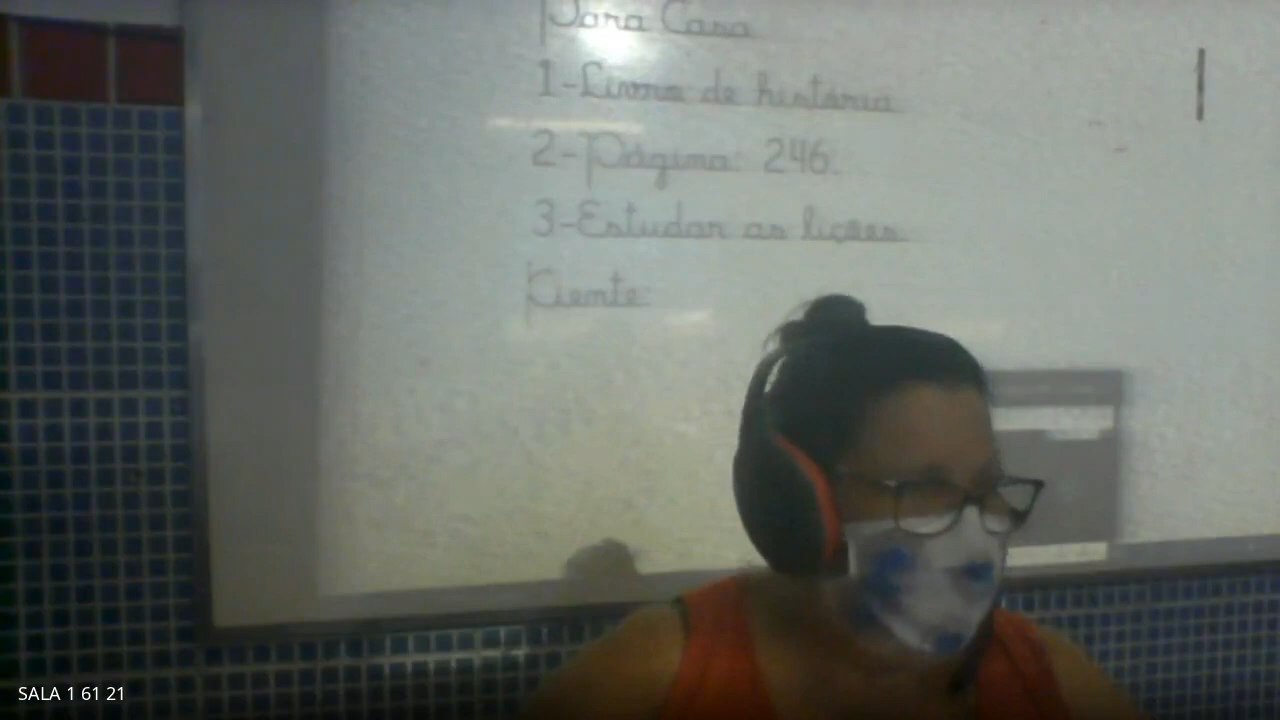 Para Casa
1-Livro de história
2-Página: 246.
3-Estudar as lições.
Ciente:
SALA 1 61 21